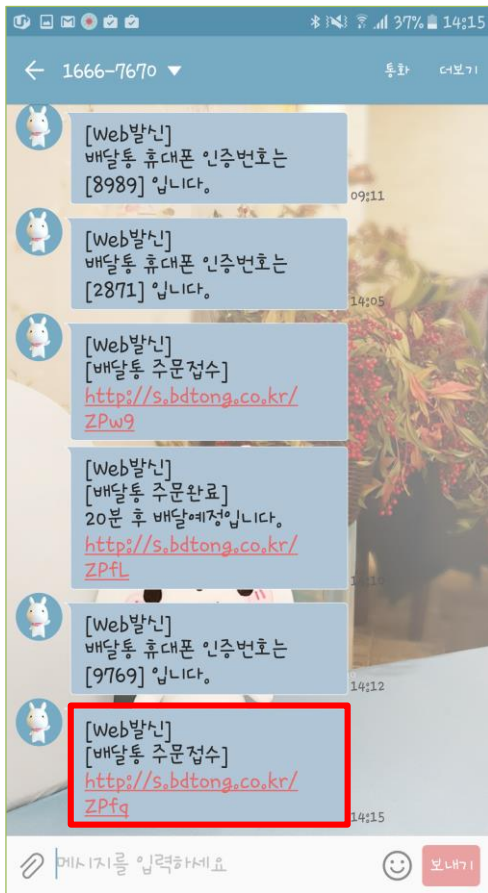 37% 14:15
1666-7670 ▼ 통화 더보기
[Web발신]
배달통 휴대폰 인증번호는
[8989] 입니다.
09:11
[Web발신]
배달통 휴대폰 인증번호는
[2871] 입니다.
14:05
[Web발신]
[배달통 주문접수]
http://s.bdtong.co.kr/
ZPw9
[Web발신]
[배달통 주문완료]
20분 후 배달예정입니다.
http://s.bdtong.co.kr/
ZPfL
14:10
[Web발신]
배달통 휴대폰 인증번호는
[9769] 입니다.
14:12
[Web발신]
[배달통 주문접수]
http://s.bdtong.co.kr/
ZPfq
14:15
메시지를 입력하세요 보내기